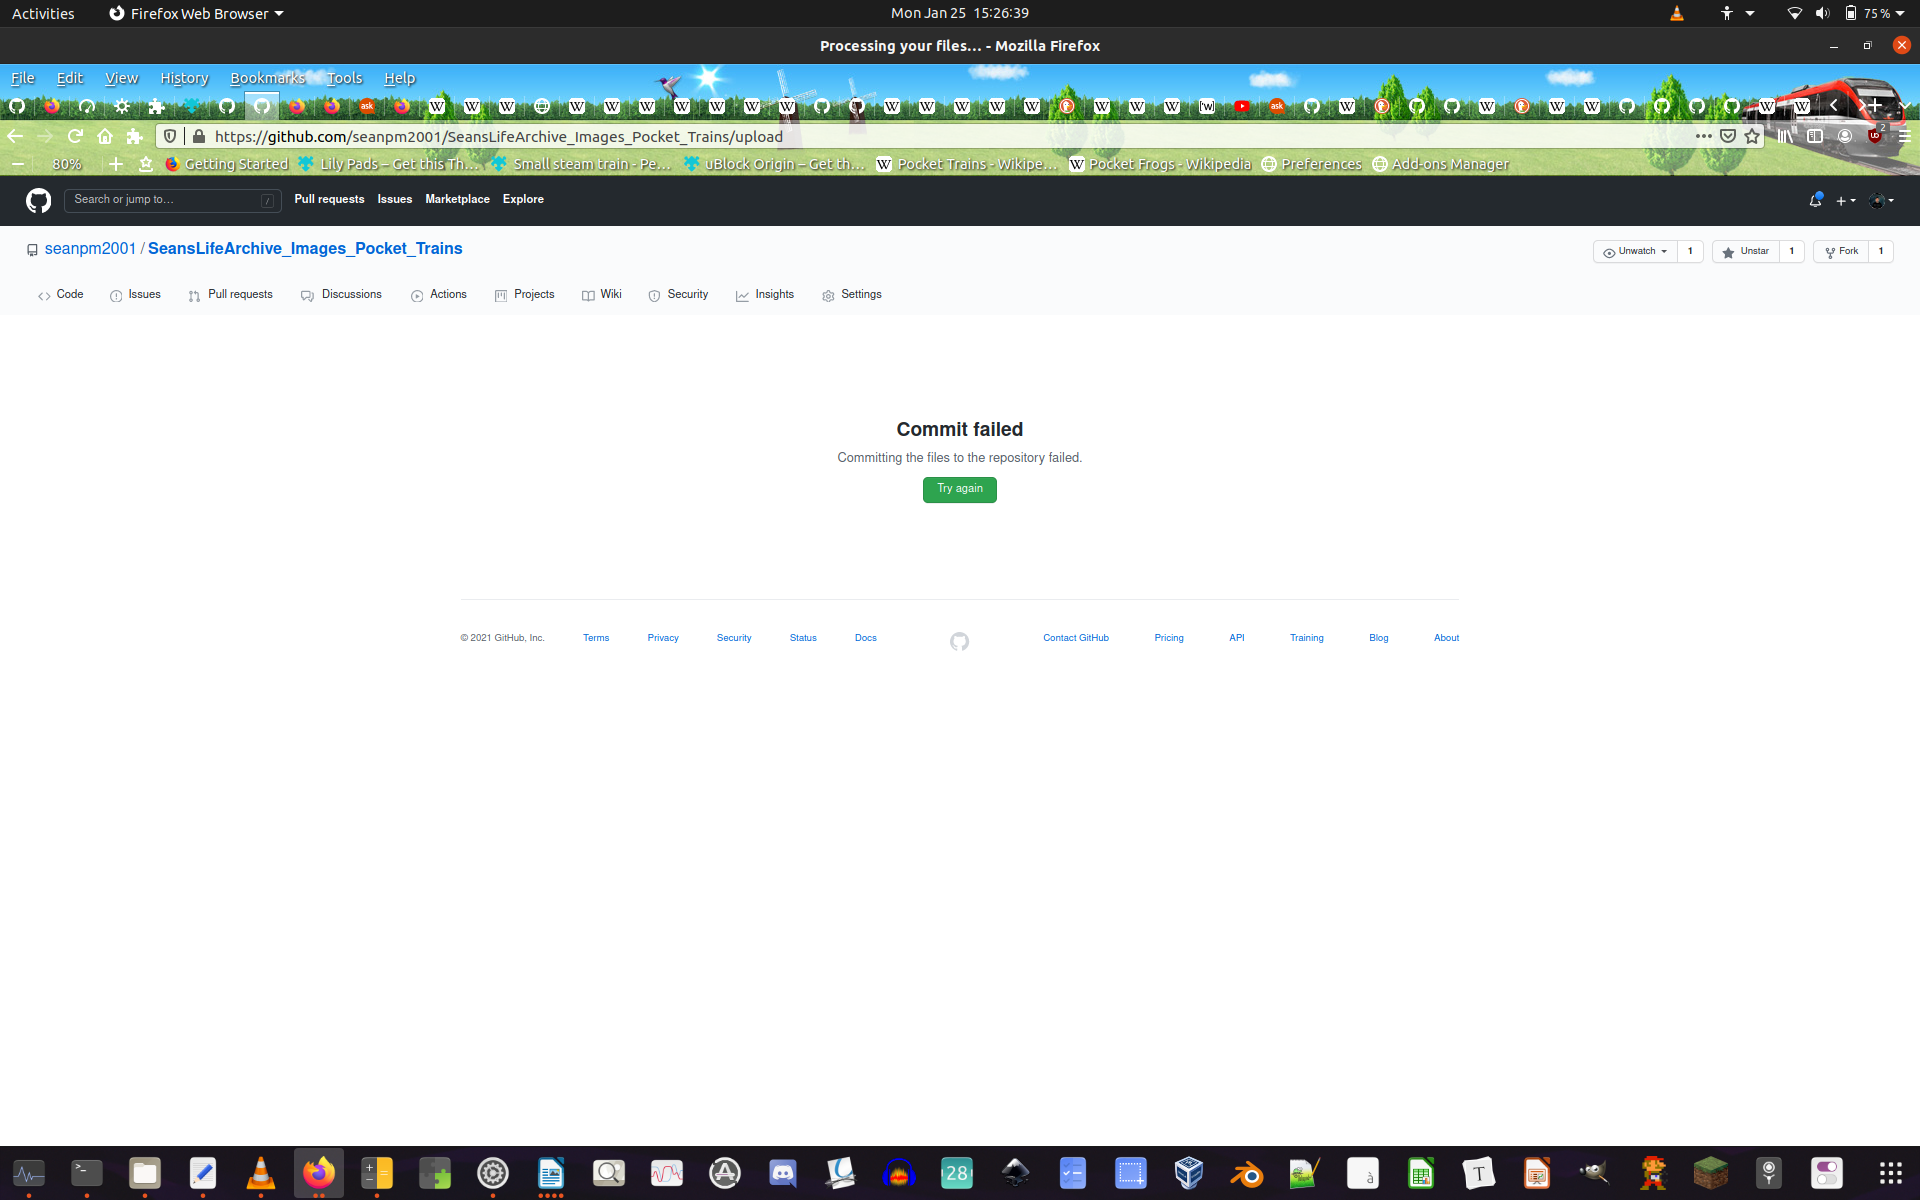 Activities Firefox Web Browser Mon Jan 25 15:26:39 75 %
Processing your files... - Mozilla Firefox
File Edit View History Bookmarks Tools Help
https://github.com/seanpm2001/SeansLifeArchive_Images_Pocket_Trains/upload 2
80% Getting Started Lily Pads – Get this Th... Small steam train - Pe... uBlock Origin – Get th... Pocket Trains - Wikipe... Pocket Frogs - Wikipedia Preferences Add-ons Manager
Search or jump to... / Pull requests Issues Marketplace Explore
seanpm2001 / SeansLifeArchive_Images_Pocket_Trains Unwatch 1 Unstar 1 Fork 1
Code Issues Pull requests Discussions Actions Projects Wiki Security Insights Settings
Commit failed
Committing the files to the repository failed.
Try again
© 2021 GitHub, Inc. Terms Privacy Security Status Docs Contact GitHub Pricing API Training Blog About
28